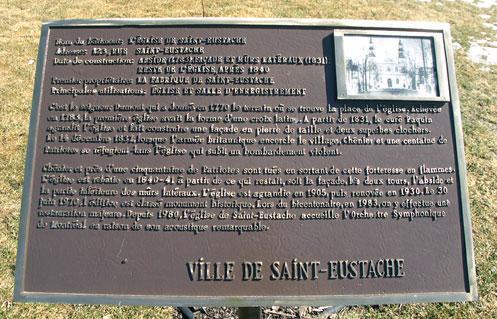 Nom du bâtiment: L'ÉGLISE DE SAINT-EUSTACHE
Adresse: 123, RUE SAINT-EUSTACHE
Date de construction: ABSIDE (1783), FAÇADE ET MURS LATÉRAUX (1831)
RESTE DE L'ÉGLISE, APRÈS 1840
Premier propriétaire: LA FABRIQUE DE SAINT-EUSTACHE
Principales utilisations: ÉGLISE ET SALLE D'ENREGISTREMENT
C'est le seigneur Dumont qui a donné en 1770 le terrain où se trouve la place de l'église. Achevée
en 1783, la première église avait la forme d'une croix latine. A partir de 1831, le curé Paquin
agrandit l'église et fait construire une façade en pierre de taille et deux superbes clochers.
Le 14 décembre 1837, lorsque l'armée britannique encercle le village, Chénier et une centaine de
Patriotes se réfugient dans l'église qui subit un bombardement violent.
Chénier et près d'une cinquantaine de Patriotes sont tués en sortant de cette forteresse en flammes.
L'église est rebâtie en 1840-41 à partir de ce qui restait, soit la façade, les deux tours, l'abside et
la partie inférieure des murs latéraux. L'église est agrandie en 1905, puis rénovée en 1930. Le 30
juin 1970, l'édifice est classé monument historique. Lors du bicentenaire, en 1983, on y effectue une
restauration majeure. Depuis 1980, l'église de Saint-Eustache accueille l'Orchestre Symphonique
de Montréal en raison de son acoustique remarquable.
VILLE DE SAINT-EUSTACHE